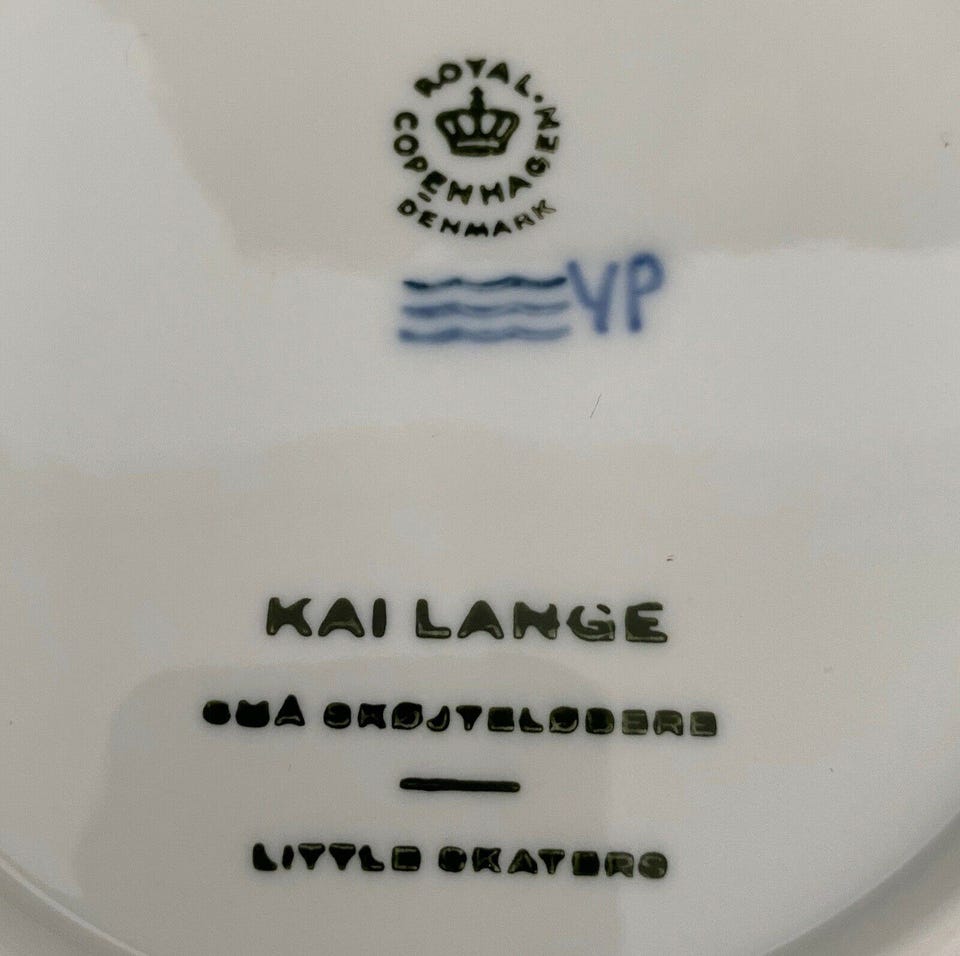 ROYAL.
COPENHAGEN
DENMARK
VP
KAI LANGE
SMÅ SKØJTELØBERE
LITTLE SKATERS